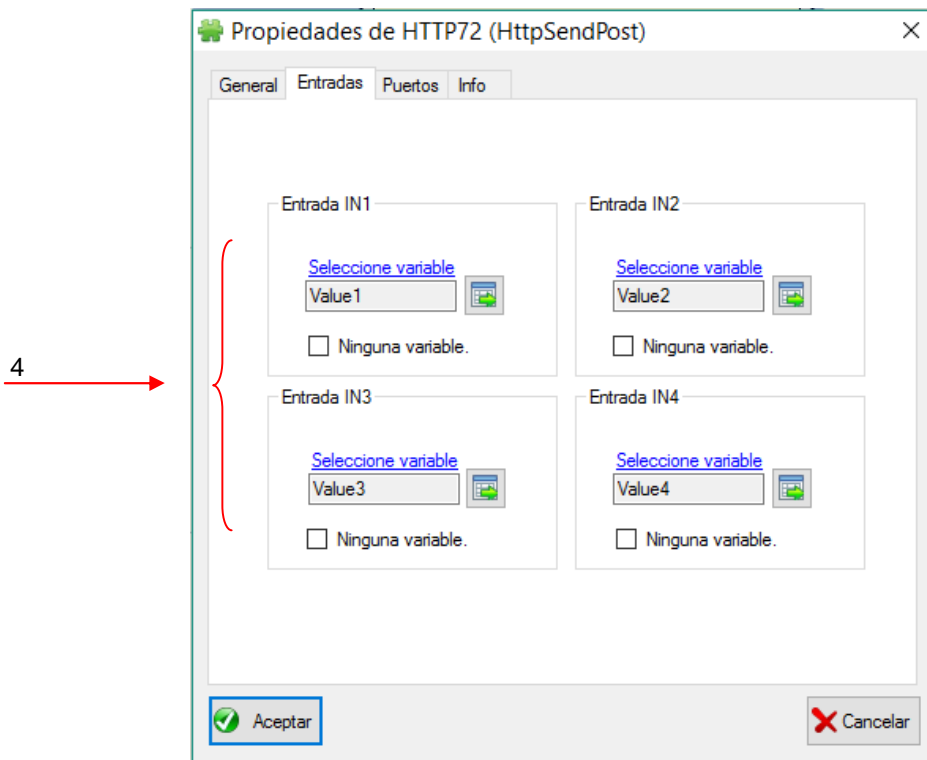 Propiedades de HTTP72 (HttpSendPost)
General Entradas Puertos Info
Entrada IN1
Seleccione variable
Value1
Ninguna variable.
Entrada IN2
Seleccione variable
Value2
Ninguna variable.
4
Entrada IN3
Seleccione variable
Value3
Ninguna variable.
Entrada IN4
Seleccione variable
Value4
Ninguna variable.
Aceptar
Cancelar